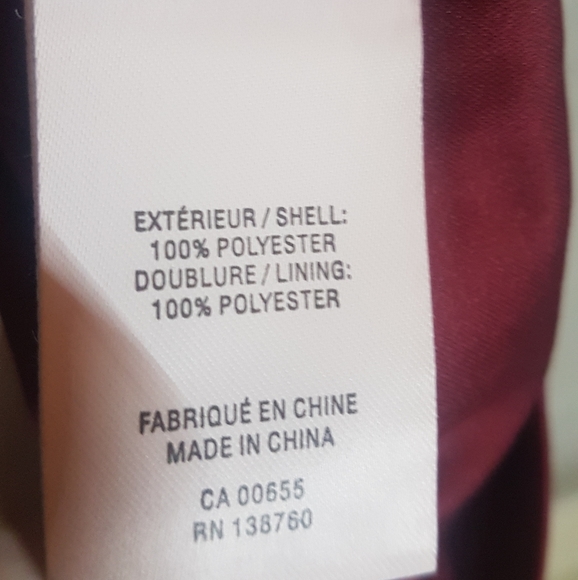 EXTÉRIEUR / SHELL:
100% POLYESTER
DOUBLURE / LINING:
100% POLYESTER
FABRIQUÉ EN CHINE
MADE IN CHINA
CA 00655
RN 138760